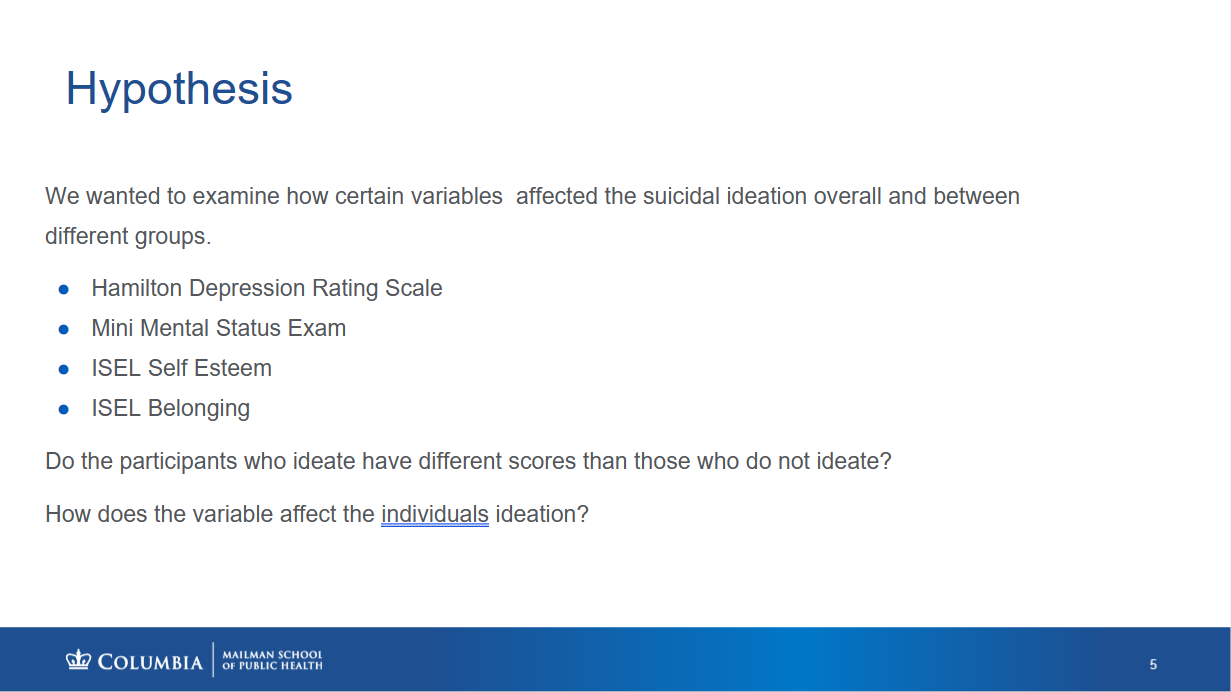 Hypothesis
We wanted to examine how certain variables  affected the suicidal ideation overall and between
different groups.
● Hamilton Depression Rating Scale
● Mini Mental Status Exam
● ISEL Self Esteem
● ISEL Belonging
Do the participants who ideate have different scores than those who do not ideate?
How does the variable affect the individuals ideation?
COLUMBIA
MAILMAN SCHOOL
OF PUBLIC HEALTH
5